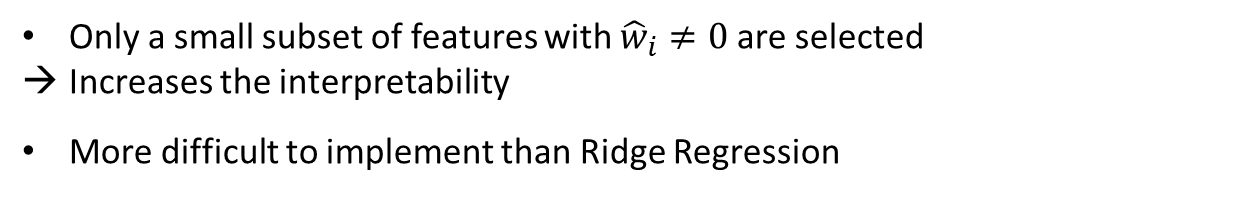 • Only a small subset of features with ŵᵢ ≠ 0 are selected
→ Increases the interpretability
• More difficult to implement than Ridge Regression